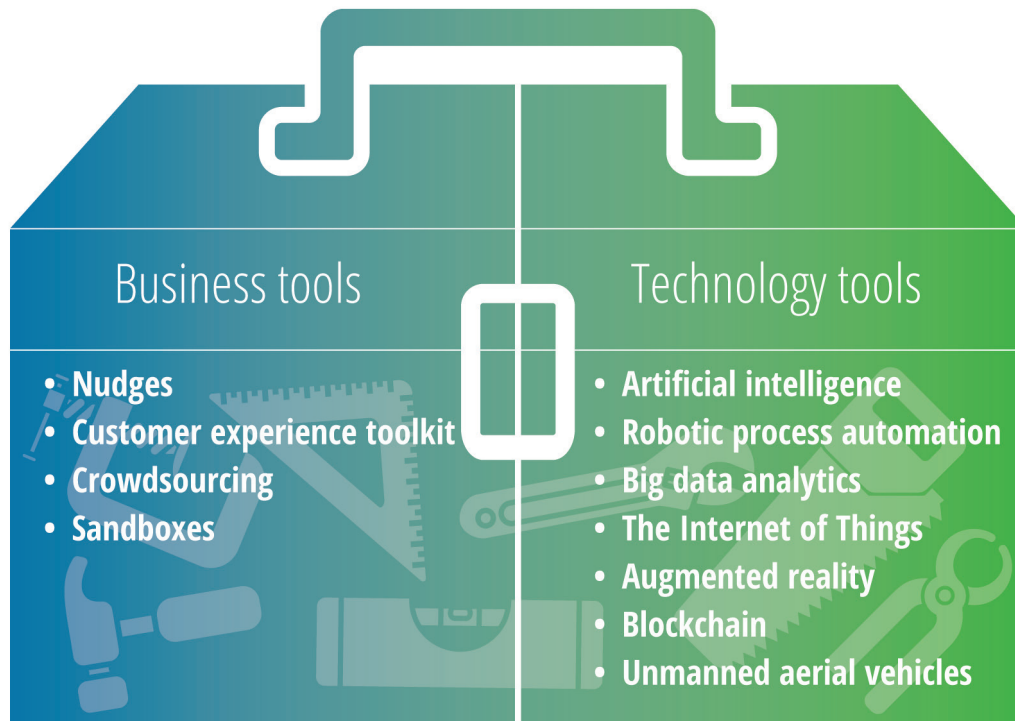 Business tools
• Nudges
• Customer experience toolkit
• Crowdsourcing
• Sandboxes
Technology tools
• Artificial intelligence
• Robotic process automation
• Big data analytics
• The Internet of Things
• Augmented reality
• Blockchain
• Unmanned aerial vehicles